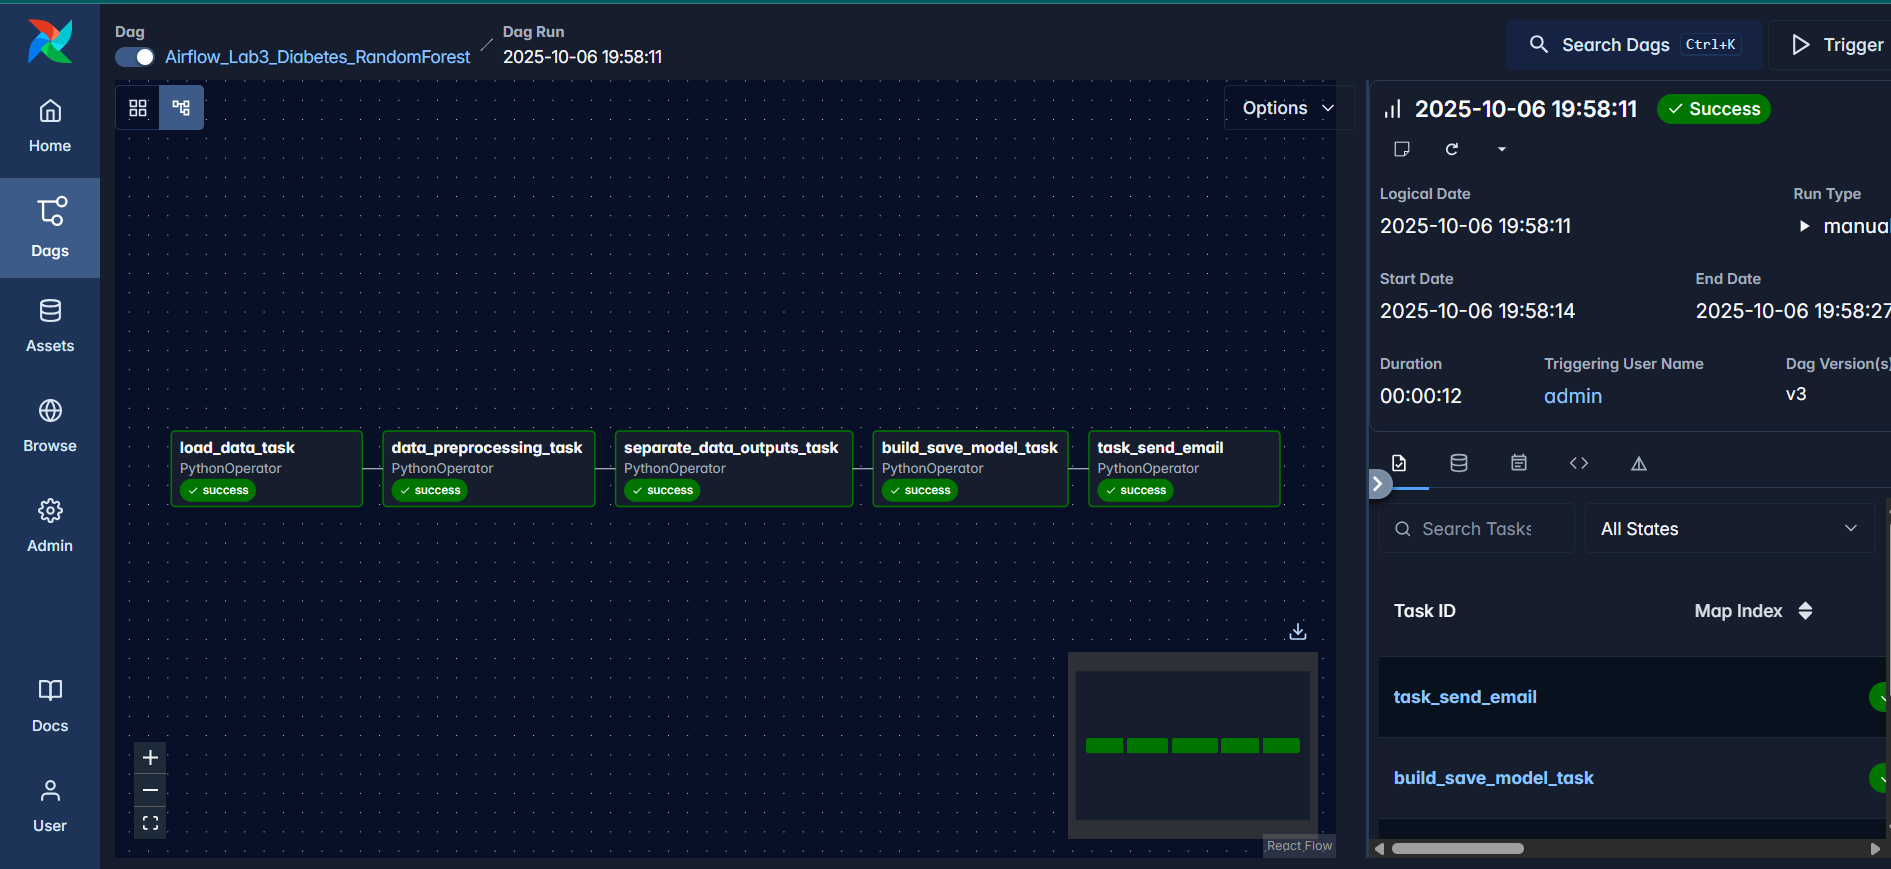 Dag
Airflow_Lab3_Diabetes_RandomForest
Dag Run
2025-10-06 19:58:11
Search Dags Ctrl+K
Trigger
Home
Dags
Assets
Browse
Admin
Docs
User
Options
load_data_task
PythonOperator
success
data_preprocessing_task
PythonOperator
success
separate_data_outputs_task
PythonOperator
success
build_save_model_task
PythonOperator
success
task_send_email
PythonOperator
success
React Flow
2025-10-06 19:58:11 Success
Logical Date
2025-10-06 19:58:11
Run Type
manual
Start Date
2025-10-06 19:58:14
End Date
2025-10-06 19:58:27
Duration
00:00:12
Triggering User Name
admin
Dag Version(s)
v3
Search Tasks
All States
Task ID Map Index
task_send_email
build_save_model_task